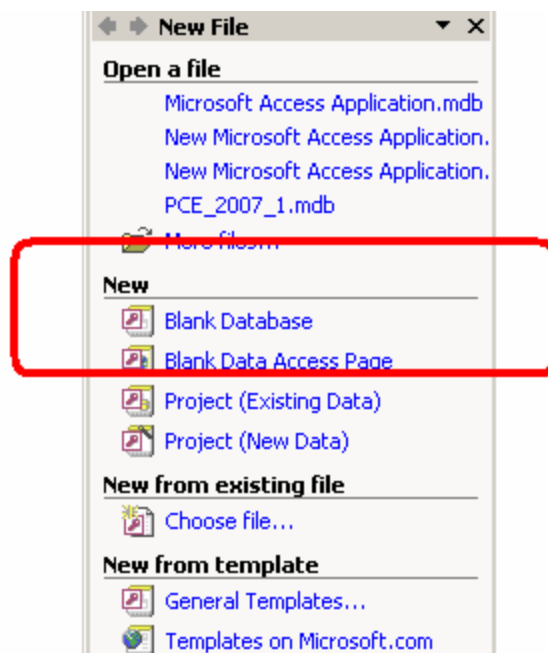 New File
Open a file
Microsoft Access Application.mdb
New Microsoft Access Application.
New Microsoft Access Application.
PCE_2007_1.mdb
More files...
New
Blank Database
Blank Data Access Page
Project (Existing Data)
Project (New Data)
New from existing file
Choose file...
New from template
General Templates...
Templates on Microsoft.com